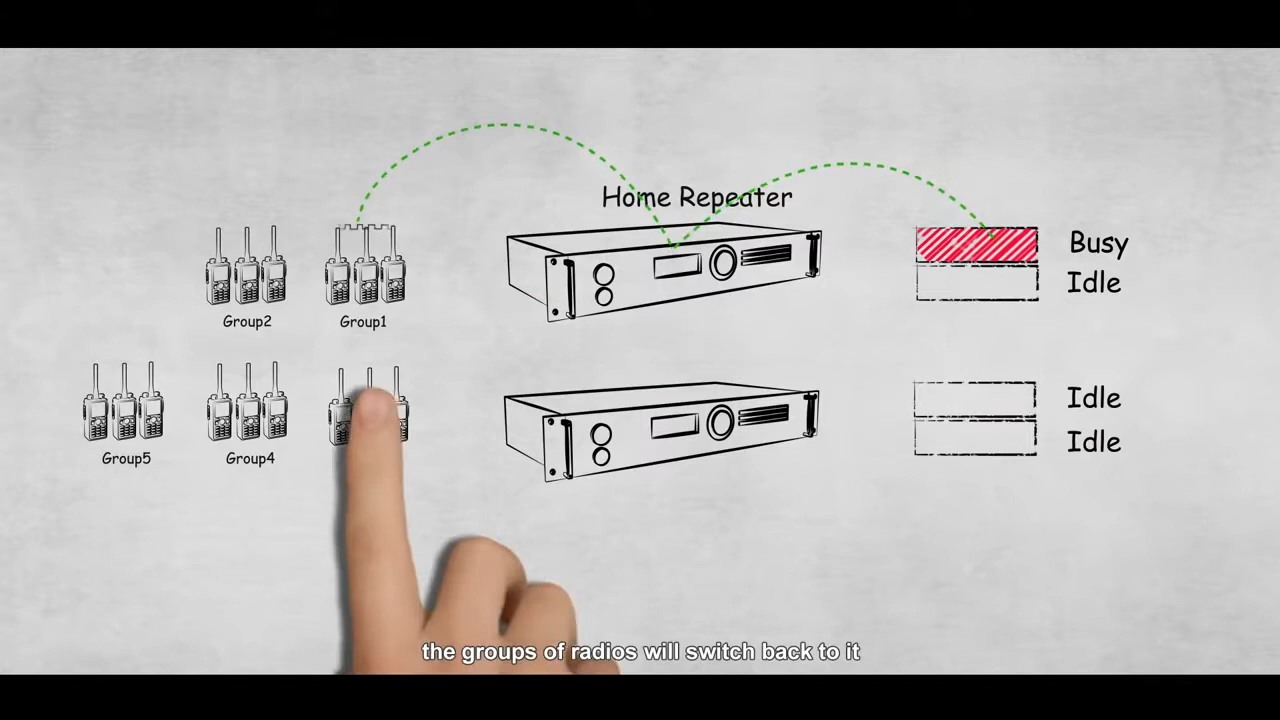 Home Repeater
Busy
Idle
Group2
Group1
Idle
Idle
Group5
Group4
the groups of radios will switch back to it